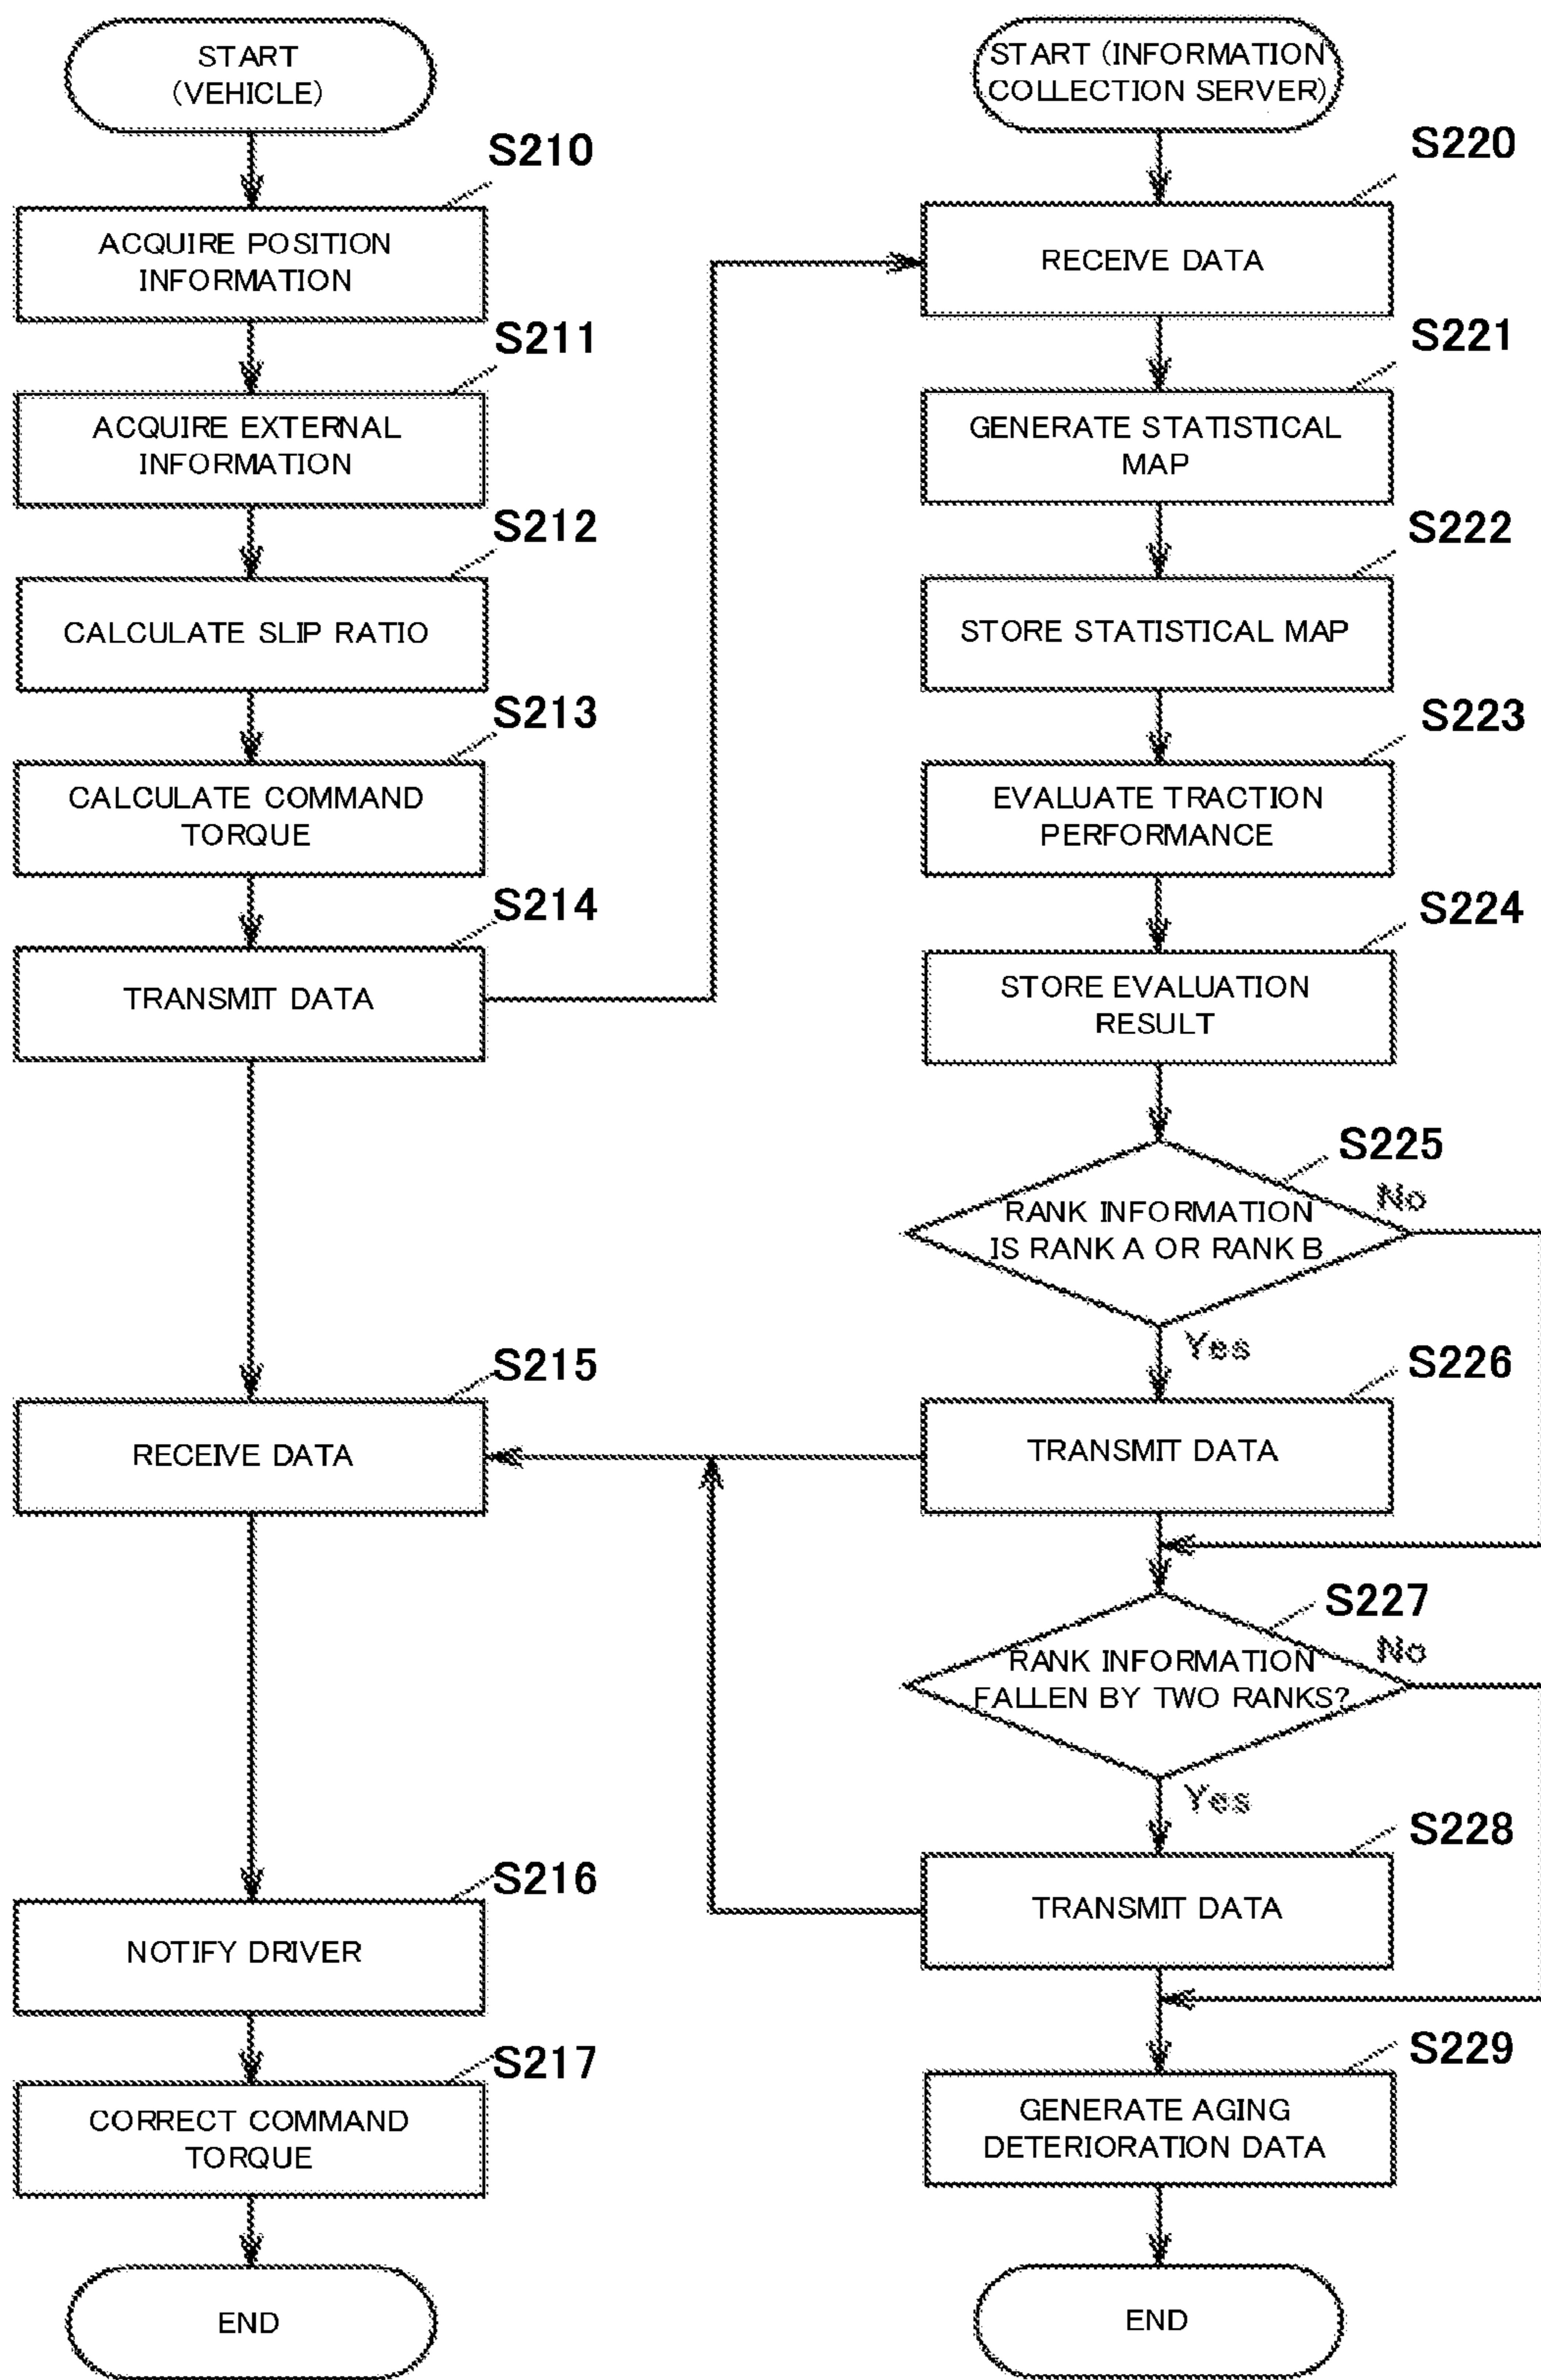 START
(VEHICLE)
S210
ACQUIRE POSITION
INFORMATION
S211
ACQUIRE EXTERNAL
INFORMATION
S212
CALCULATE SLIP RATIO
S213
CALCULATE COMMAND
TORQUE
S214
TRANSMIT DATA
S215
RECEIVE DATA
S216
NOTIFY DRIVER
S217
CORRECT COMMAND
TORQUE
END
START (INFORMATION
COLLECTION SERVER)
S220
RECEIVE DATA
S221
GENERATE STATISTICAL
MAP
S222
STORE STATISTICAL MAP
S223
EVALUATE TRACTION
PERFORMANCE
S224
STORE EVALUATION
RESULT
S225
RANK INFORMATION
IS RANK A OR RANK B
No
Yes
S226
TRANSMIT DATA
S227
RANK INFORMATION
FALLEN BY TWO RANKS?
No
Yes
S228
TRANSMIT DATA
S229
GENERATE AGING
DETERIORATION DATA
END